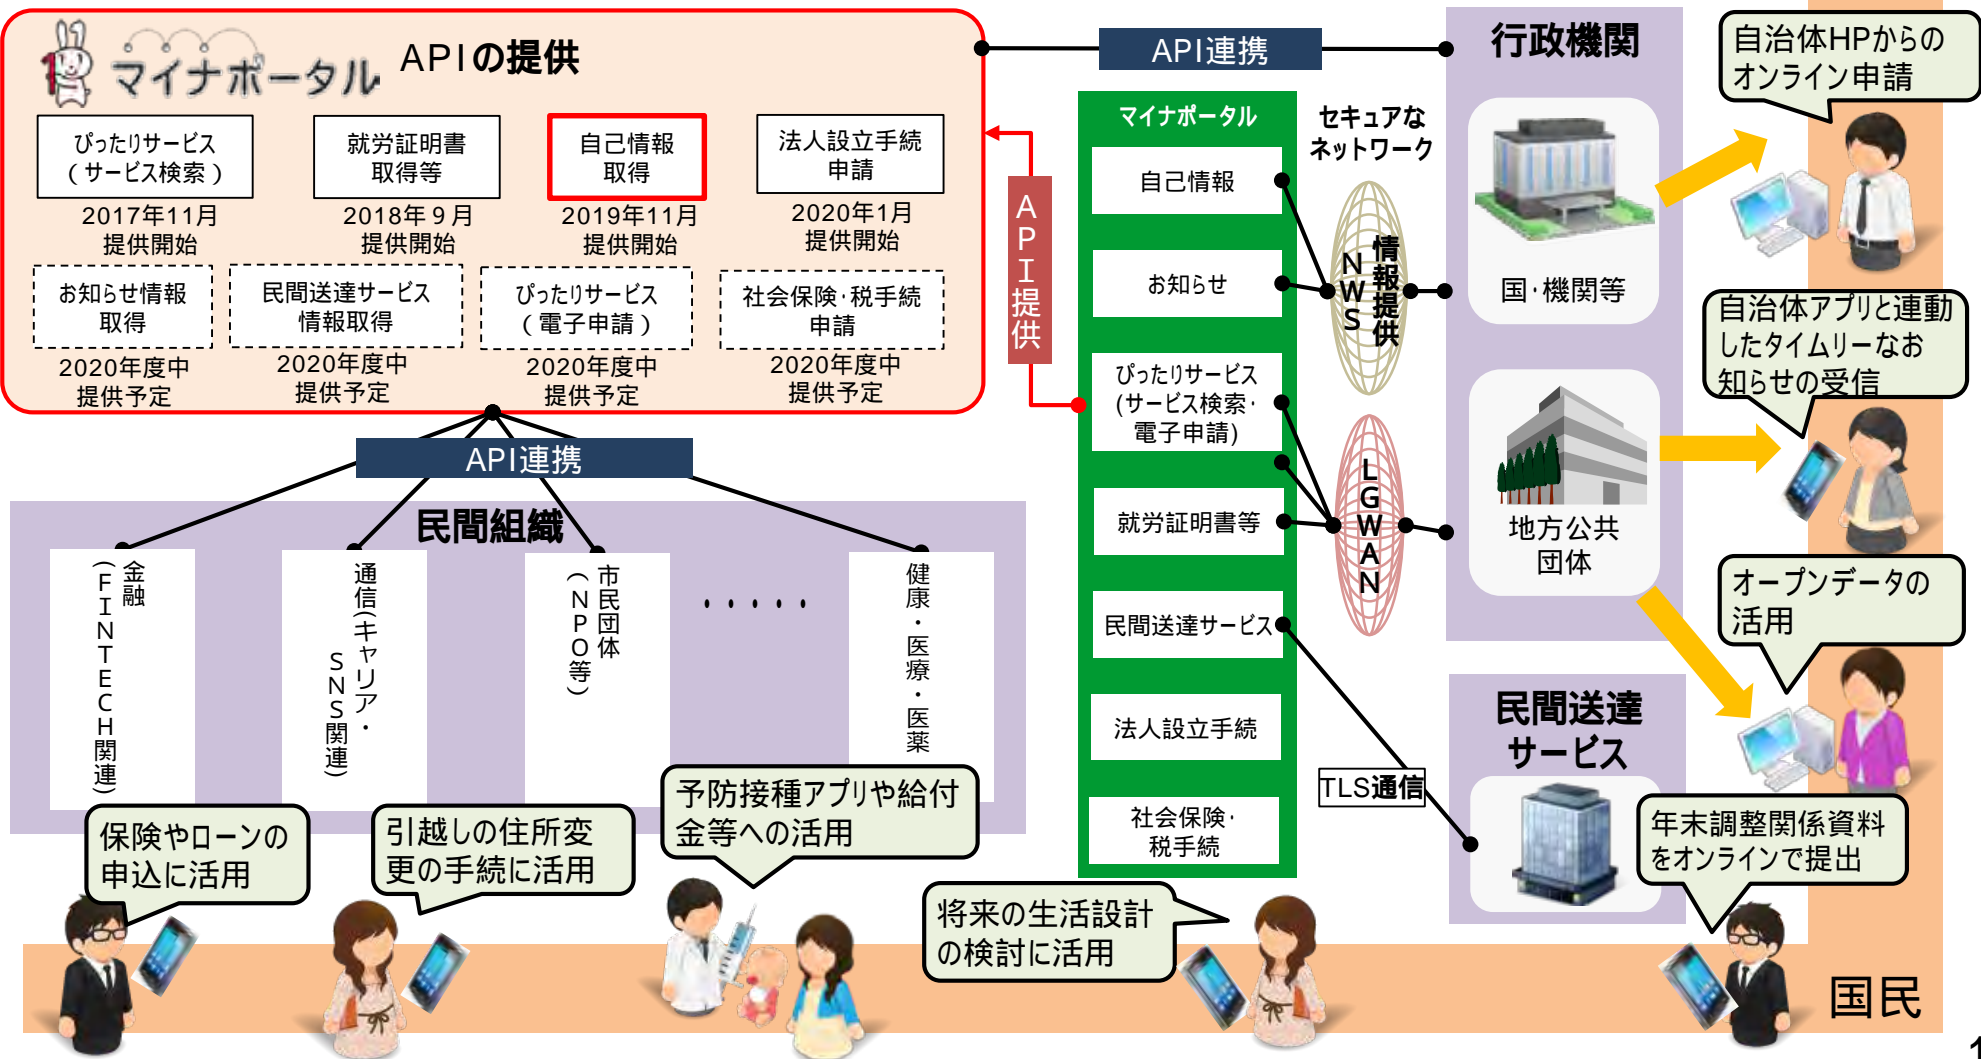 マイナポータル APIの提供
ぴったりサービス
（サービス検索）
2017年11月
提供開始
就労証明書
取得等
2018年９月
提供開始
自己情報
取得
2019年11月
提供開始
法人設立手続
申請
2020年1月
提供開始
お知らせ情報
取得
2020年度中
提供予定
民間送達サービス
情報取得
2020年度中
提供予定
ぴったりサービス
（電子申請）
2020年度中
提供予定
社会保険・税手続
申請
2020年度中
提供予定
API連携
API提供
API連携
民間組織
金融
(FINTECH関連)
通信(キャリア・
SNS関連)
市民団体
(NPO等)
・・・・・
健康・医療・医薬
保険やローンの
申込に活用
引越しの住所変
更の手続に活用
予防接種アプリや給付
金等への活用
将来の生活設計
の検討に活用
マイナポータル
自己情報
お知らせ
ぴったりサービス
(サービス検索・
電子申請)
就労証明書等
民間送達サービス
法人設立手続
社会保険・
税手続
セキュアな
ネットワーク
情報提供
NWS
LGWAN
TLS通信
行政機関
国・機関等
地方公共
団体
民間送達
サービス
自治体HPからの
オンライン申請
自治体アプリと連動
したタイムリーなお
知らせの受信
オープンデータの
活用
年末調整関係資料
をオンラインで提出
国民
1